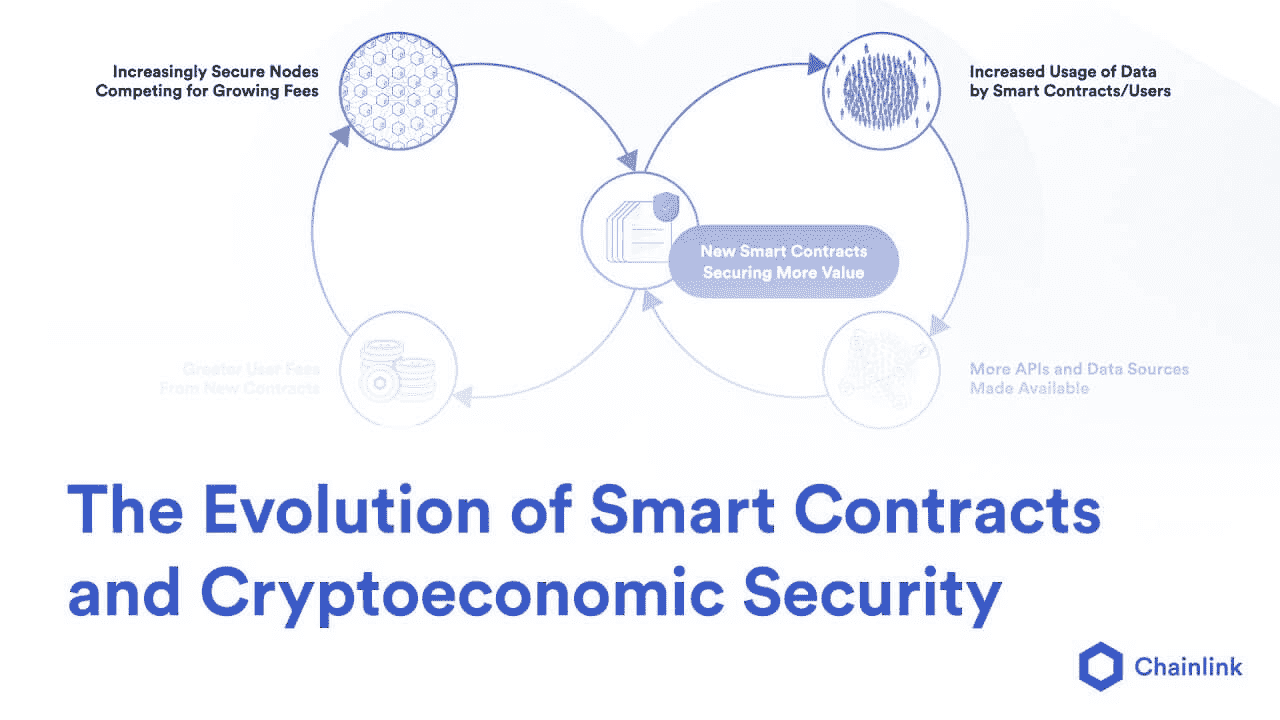 Increasingly Secure Nodes
Competing for Growing Fees
Increased Usage of Data
by Smart Contracts/Users
New Smart Contracts
Securing More Value
Greater User Fees
From New Contracts
More APIs and Data Sources
Made Available
The Evolution of Smart Contracts
and Cryptoeconomic Security
Chainlink